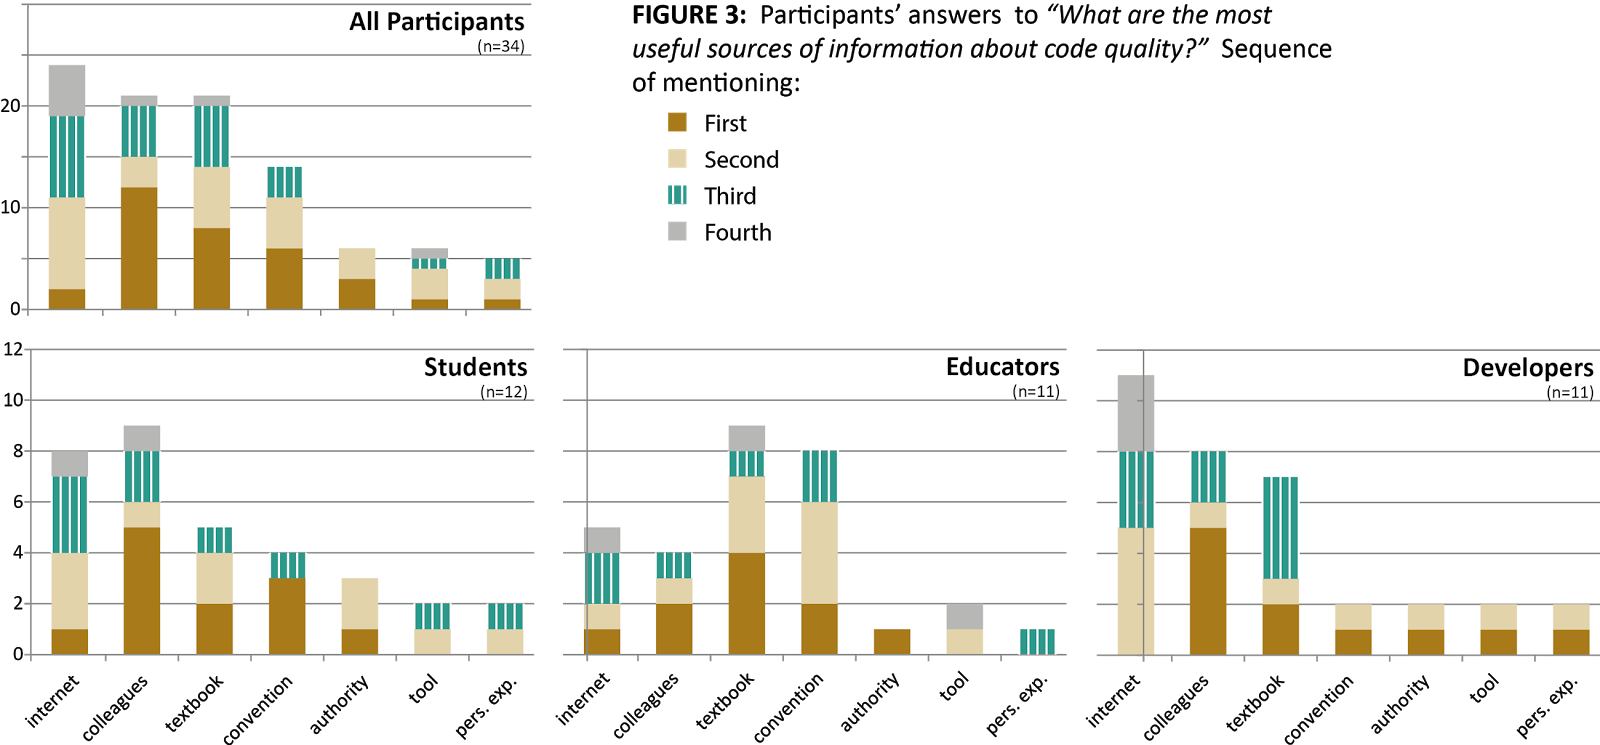 All Participants
(n=34)
20
10
0
FIGURE 3: Participants’ answers to “What are the most
useful sources of information about code quality?” Sequence
of mentioning:
First
Second
Third
Fourth
Students
(n=12)
12
10
8
6
4
2
0
internet
colleagues
textbook
convention
authority
tool
pers. exp.
Educators
(n=11)
internet
colleagues
textbook
convention
authority
tool
pers. exp.
Developers
(n=11)
internet
colleagues
textbook
convention
authority
tool
pers. exp.